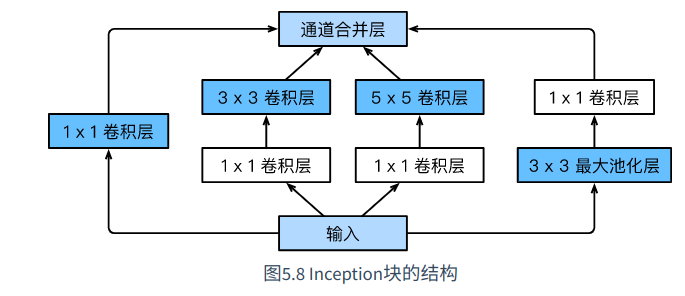 通道合并层
3 x 3 卷积层
5 x 5 卷积层
1 x 1 卷积层
1 x 1 卷积层
1 x 1 卷积层
1 x 1 卷积层
3 x 3 最大池化层
输入
图5.8 Inception块的结构